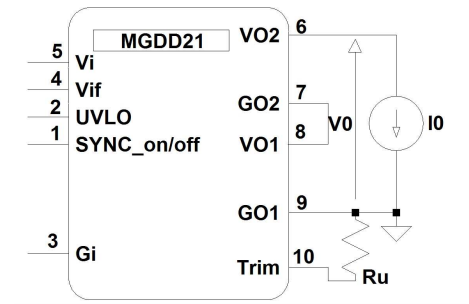 MGDD21
5 Vi
4 Vif
2 UVLO
1 SYNC_on/off
3 Gi
VO2 6
GO2 7
VO1 8
GO1 9
Trim 10
V0
I0
Ru